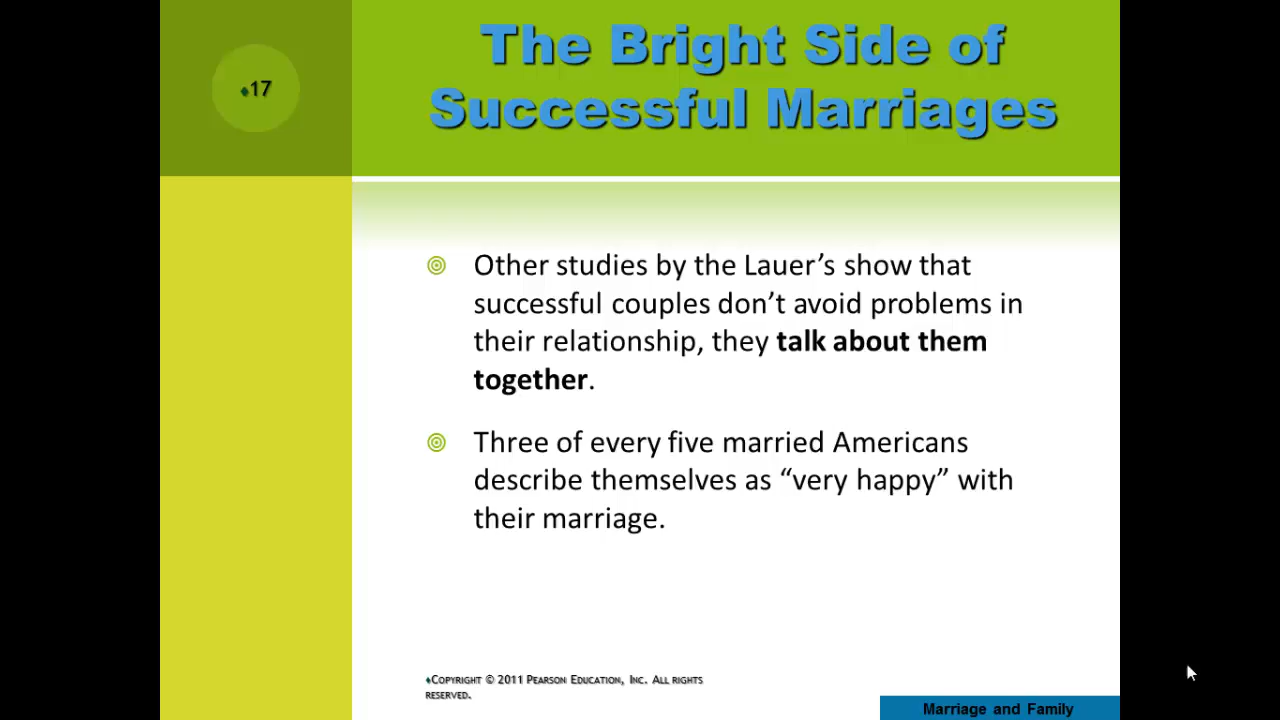 The Bright Side of
Successful Marriages
♦17
Other studies by the Lauer’s show that
successful couples don’t avoid problems in
their relationship, they talk about them
together.
Three of every five married Americans
describe themselves as “very happy” with
their marriage.
♦Copyright © 2011 Pearson Education, Inc. All rights
reserved.
Marriage and Family